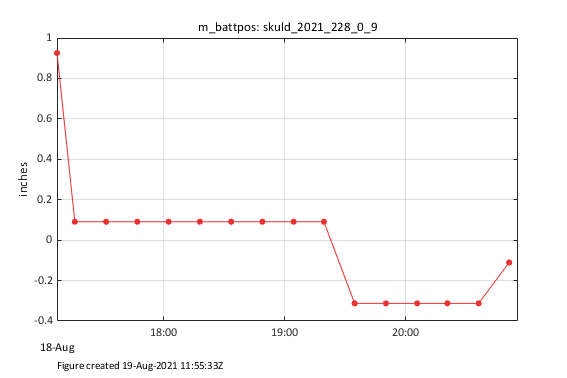 m_battpos: skuld_2021_228_0_9
1
0.8
0.6
0.4
0.2
0
-0.2
-0.4
inches
18:00 19:00 20:00
18-Aug
Figure created 19-Aug-2021 11:55:33Z